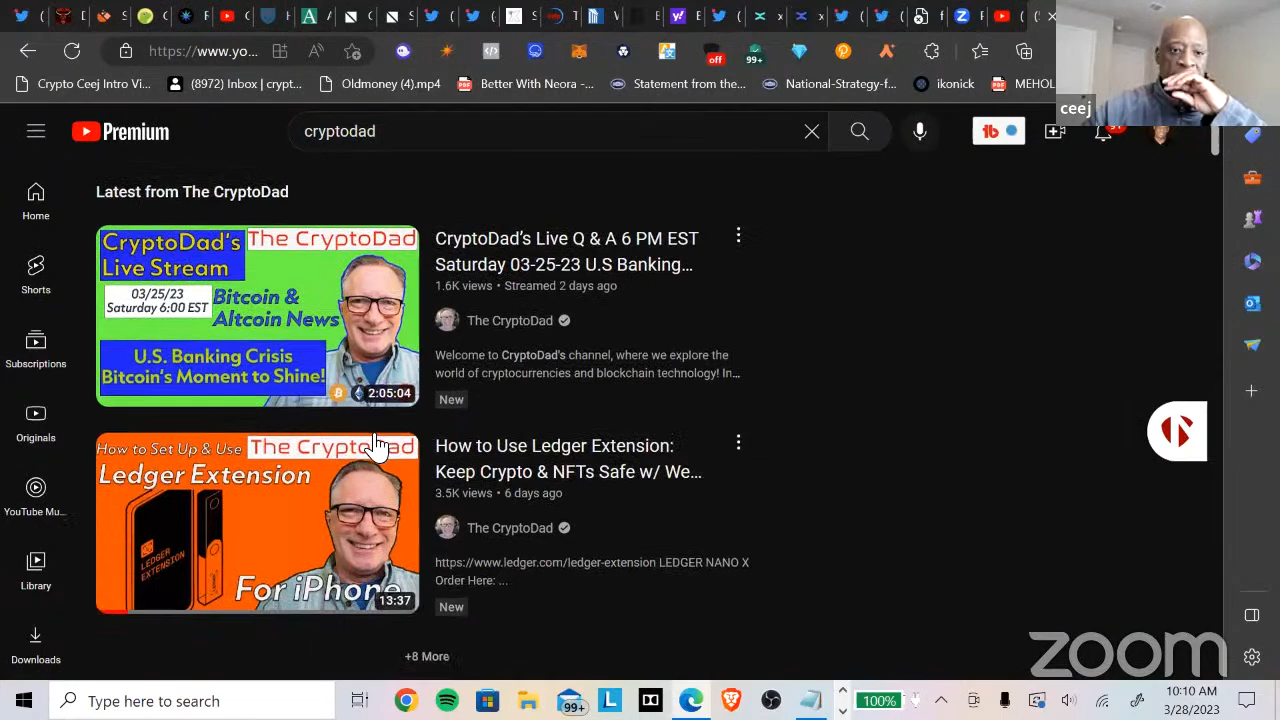 https://www.yo...
off
99+
Crypto Ceej Intro Vi...
(8972) Inbox | crypt...
Oldmoney (4).mp4
Better With Neora -...
Statement from the...
National-Strategy-f...
ikonick
MEHOL
ceej
Premium
cryptodad
Home
Shorts
Subscriptions
Originals
YouTube Mu...
Library
Downloads
Latest from The CryptoDad
CryptoDad's
Live Stream
The CryptoDad
03/25/23
Saturday 6:00 EST
Bitcoin &
Altcoin News
U.S. Banking Crisis
Bitcoin's Moment to Shine!
2:05:04
CryptoDad's Live Q & A 6 PM EST
Saturday 03-25-23 U.S Banking...
1.6K views • Streamed 2 days ago
The CryptoDad
Welcome to CryptoDad's channel, where we explore the
world of cryptocurrencies and blockchain technology! In...
New
How to Set Up & Use
The CryptoDad
Ledger Extension
LEDGER
EXTENSION
For iPhone
13:37
How to Use Ledger Extension:
Keep Crypto & NFTs Safe w/ We...
3.5K views • 6 days ago
The CryptoDad
https://www.ledger.com/ledger-extension LEDGER NANO X
Order Here: ...
New
+8 More
zoom
Type here to search
99+
100%
10:10 AM
3/28/2023